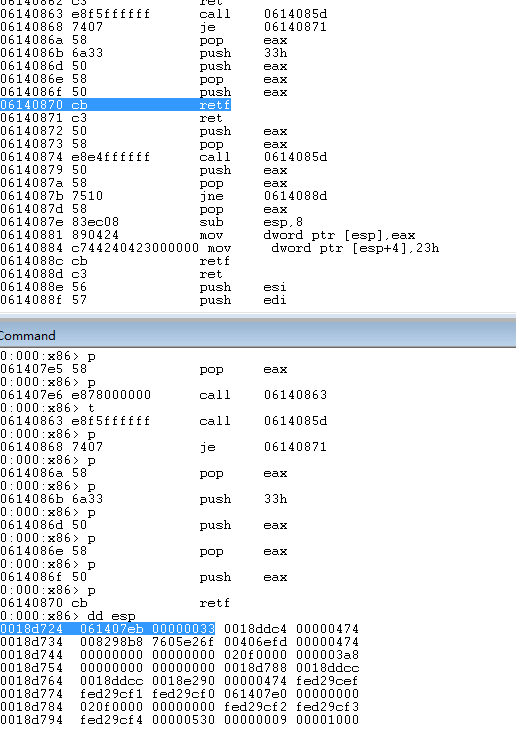 06140862 c3 ret
06140863 e8f5ffffff call 0614085d
06140868 7407 je 06140871
0614086a 58 pop eax
0614086b 6a33 push 33h
0614086d 50 push eax
0614086e 58 pop eax
0614086f 50 push eax
06140870 cb retf
06140871 c3 ret
06140872 50 push eax
06140873 58 pop eax
06140874 e8e4ffffff call 0614085d
06140879 50 push eax
0614087a 58 pop eax
0614087b 7510 jne 0614088d
0614087d 58 pop eax
0614087e 83ec08 sub esp,8
06140881 890424 mov dword ptr [esp],eax
06140884 c744240423000000 mov dword ptr [esp+4],23h
0614088c cb retf
0614088d c3 ret
0614088e 56 push esi
0614088f 57 push edi
Command
0:000:x86> p
061407e5 58 pop eax
0:000:x86> p
061407e6 e878000000 call 06140863
0:000:x86> t
06140863 e8f5ffffff call 0614085d
0:000:x86> p
06140868 7407 je 06140871
0:000:x86> p
0614086a 58 pop eax
0:000:x86> p
0614086b 6a33 push 33h
0:000:x86> p
0614086d 50 push eax
0:000:x86> p
0614086e 58 pop eax
0:000:x86> p
0614086f 50 push eax
0:000:x86> p
06140870 cb retf
0:000:x86> dd esp
0018d724 061407eb 00000033 0018ddc4 00000474
0018d734 008298b8 7605e26f 00406efd 00000474
0018d744 00000000 00000000 020f0000 000003a8
0018d754 00000000 00000000 0018d788 0018ddcc
0018d764 0018ddcc 0018e290 00000474 fed29cef
0018d774 fed29cf1 fed29cf0 061407e0 00000000
0018d784 020f0000 00000000 fed29cf2 fed29cf3
0018d794 fed29cf4 00000530 00000009 00001000